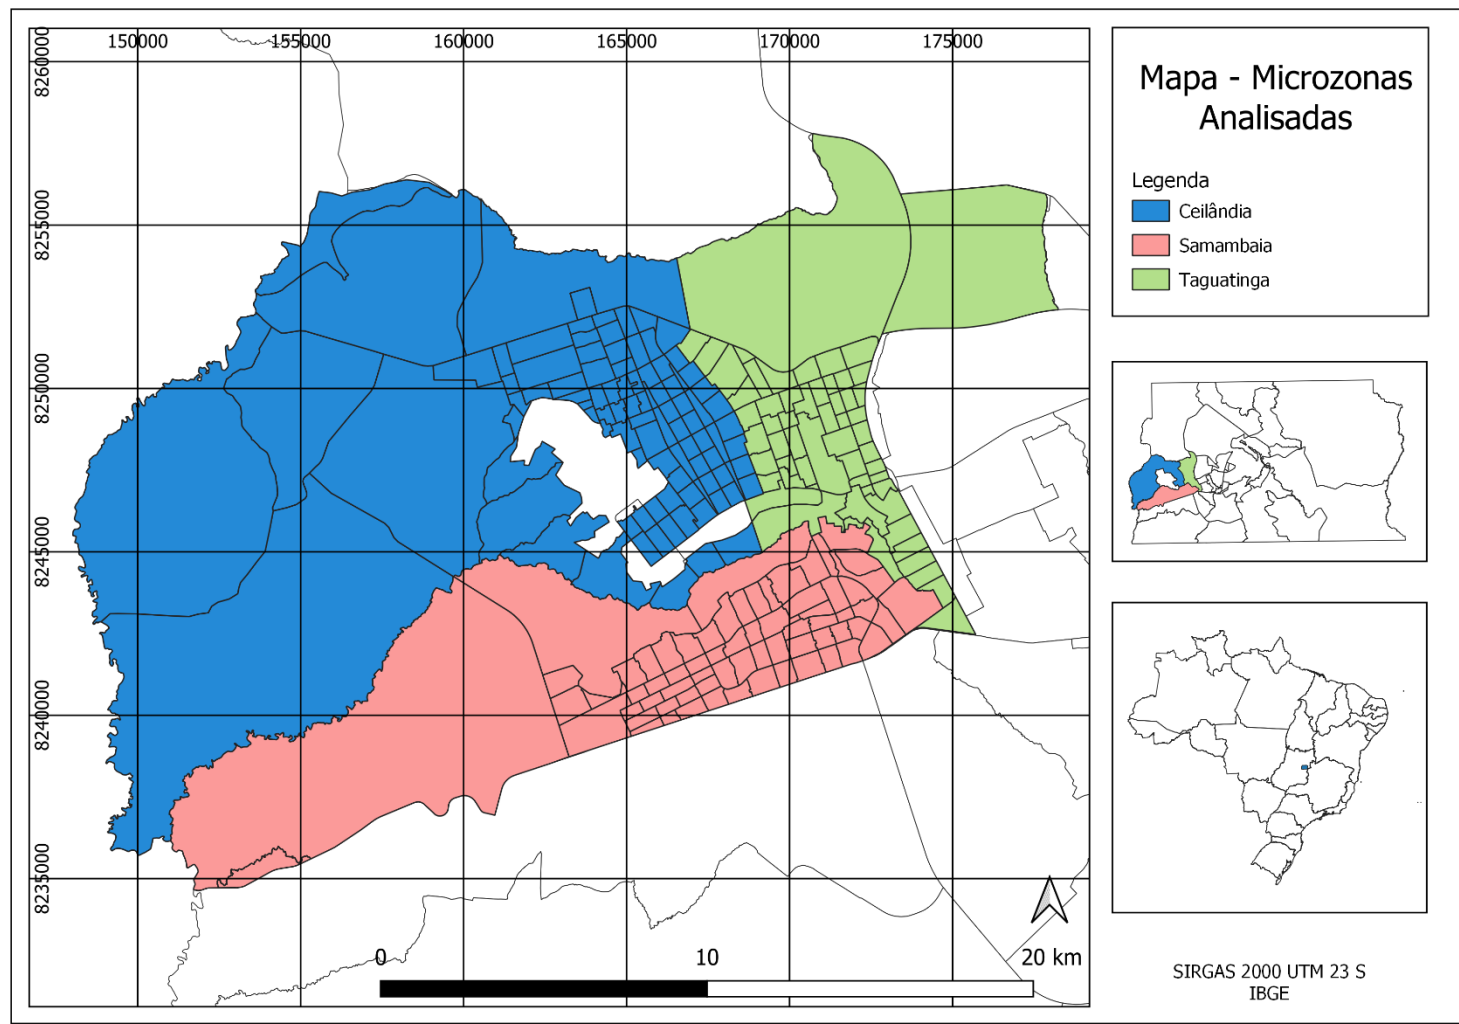 150000 155000 160000 165000 170000 175000
8260000
8255000
8250000
8245000
8240000
8235000
0 10 20 km
Mapa - Microzonas
Analisadas
Legenda
Ceilândia
Samambaia
Taguatinga
SIRGAS 2000 UTM 23 S
IBGE